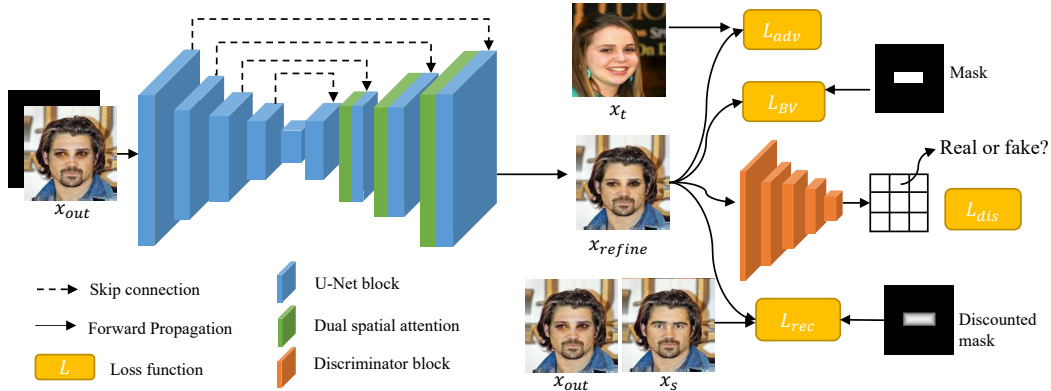 L_adv
Mask
x_t
L_BV
Real or fake?
x_out
x_refine
L_dis
Skip connection
U-Net block
Forward Propagation
Dual spatial attention
L_rec
Discounted
mask
L
Loss function
Discriminator block
x_out
x_s